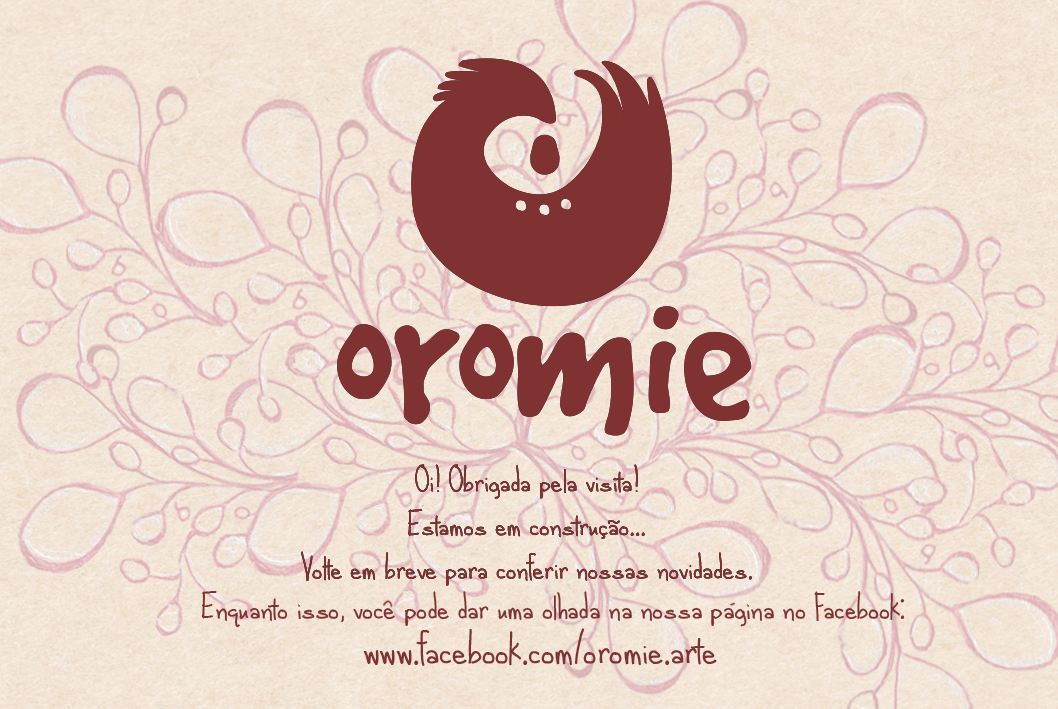 oromie
Oi! Obrigada pela visita!
Estamos em construção...
Volte em breve para conferir nossas novidades.
Enquanto isso, você pode dar uma olhada na nossa página no Facebook:
www.facebook.com/oromie.arte